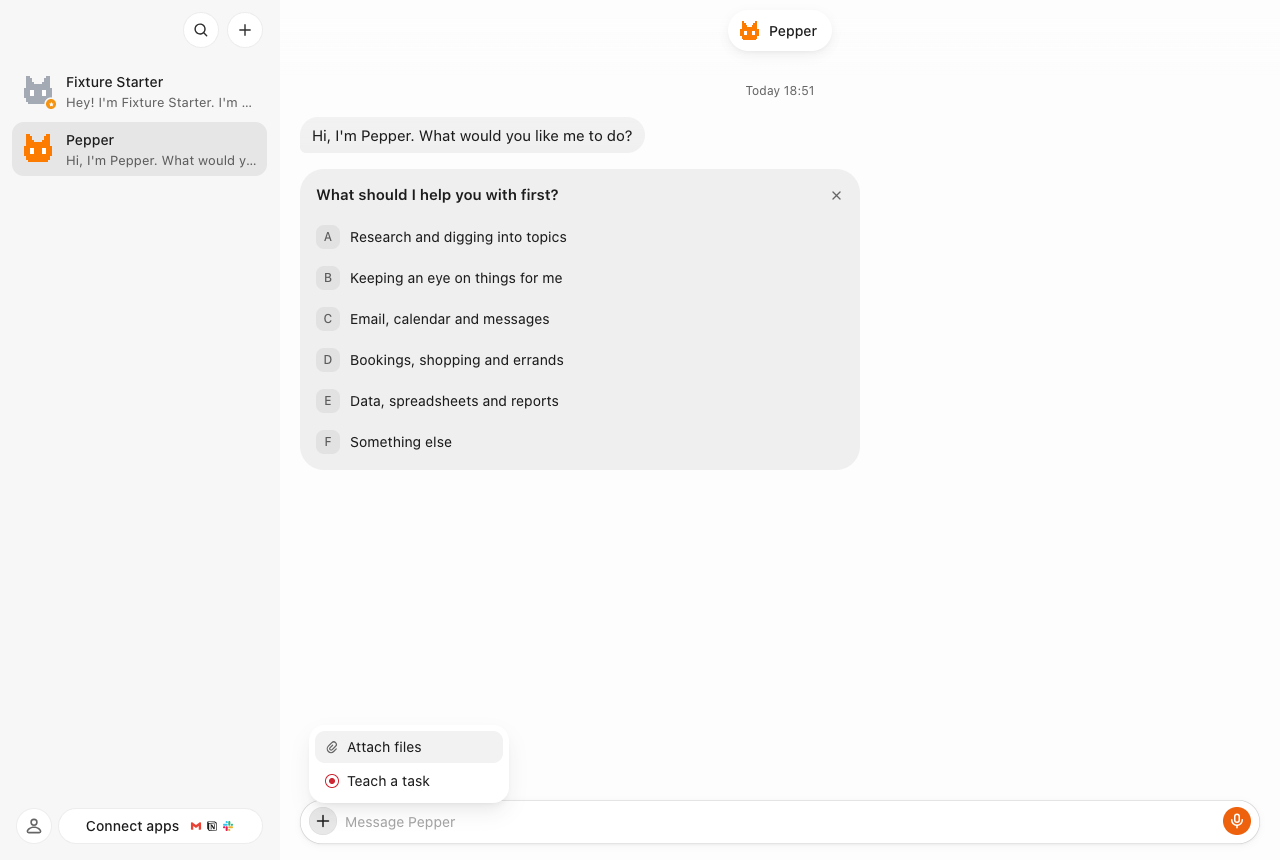 Fixture Starter
Hey! I'm Fixture Starter. I'm ...
Pepper
Hi, I'm Pepper. What would y...
Connect apps
Pepper
Today 18:51
Hi, I'm Pepper. What would you like me to do?
What should I help you with first?
A Research and digging into topics
B Keeping an eye on things for me
C Email, calendar and messages
D Bookings, shopping and errands
E Data, spreadsheets and reports
F Something else
Attach files
Teach a task
Message Pepper